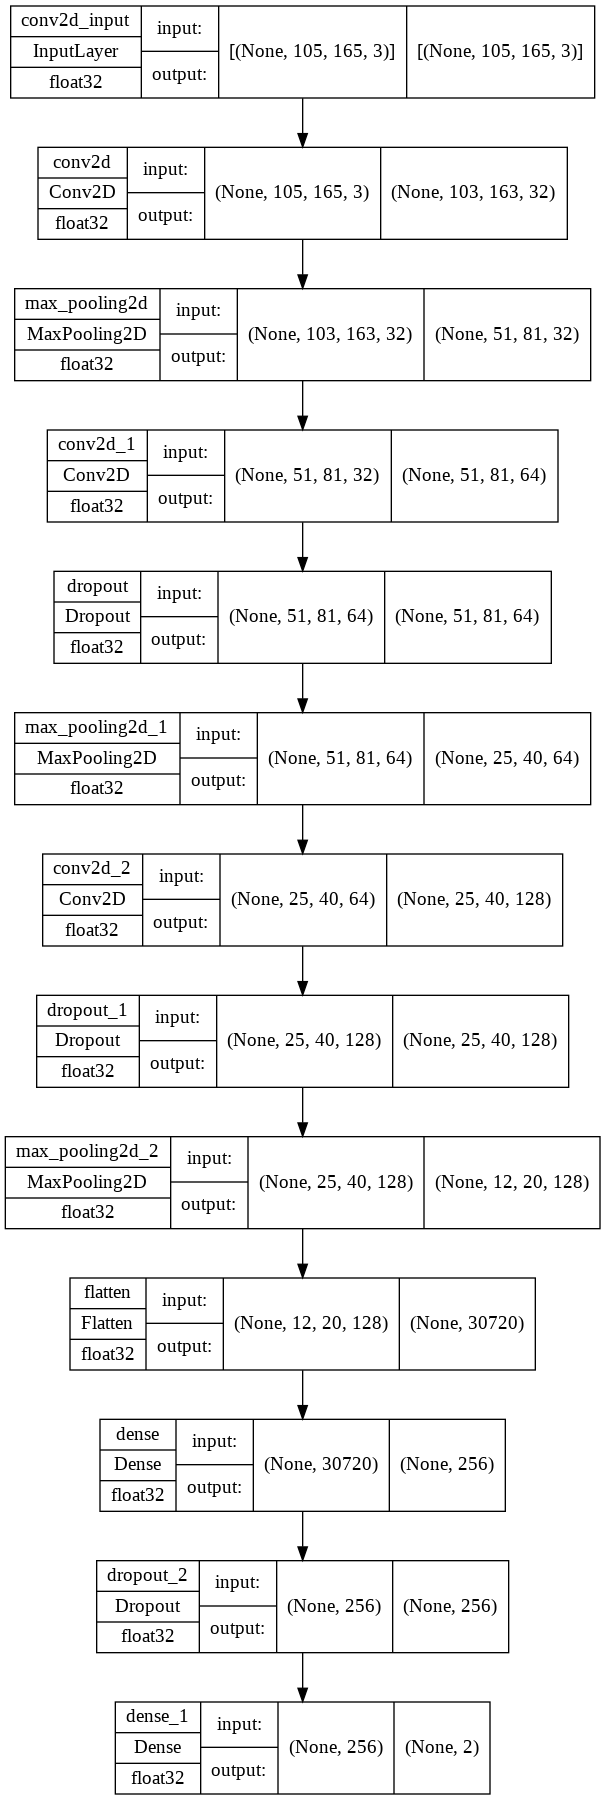 conv2d_input
InputLayer
float32
input:
output:
[(None, 105, 165, 3)]
[(None, 105, 165, 3)]
conv2d
Conv2D
float32
input:
output:
(None, 105, 165, 3)
(None, 103, 163, 32)
max_pooling2d
MaxPooling2D
float32
input:
output:
(None, 103, 163, 32)
(None, 51, 81, 32)
conv2d_1
Conv2D
float32
input:
output:
(None, 51, 81, 32)
(None, 51, 81, 64)
dropout
Dropout
float32
input:
output:
(None, 51, 81, 64)
(None, 51, 81, 64)
max_pooling2d_1
MaxPooling2D
float32
input:
output:
(None, 51, 81, 64)
(None, 25, 40, 64)
conv2d_2
Conv2D
float32
input:
output:
(None, 25, 40, 64)
(None, 25, 40, 128)
dropout_1
Dropout
float32
input:
output:
(None, 25, 40, 128)
(None, 25, 40, 128)
max_pooling2d_2
MaxPooling2D
float32
input:
output:
(None, 25, 40, 128)
(None, 12, 20, 128)
flatten
Flatten
float32
input:
output:
(None, 12, 20, 128)
(None, 30720)
dense
Dense
float32
input:
output:
(None, 30720)
(None, 256)
dropout_2
Dropout
float32
input:
output:
(None, 256)
(None, 256)
dense_1
Dense
float32
input:
output:
(None, 256)
(None, 2)